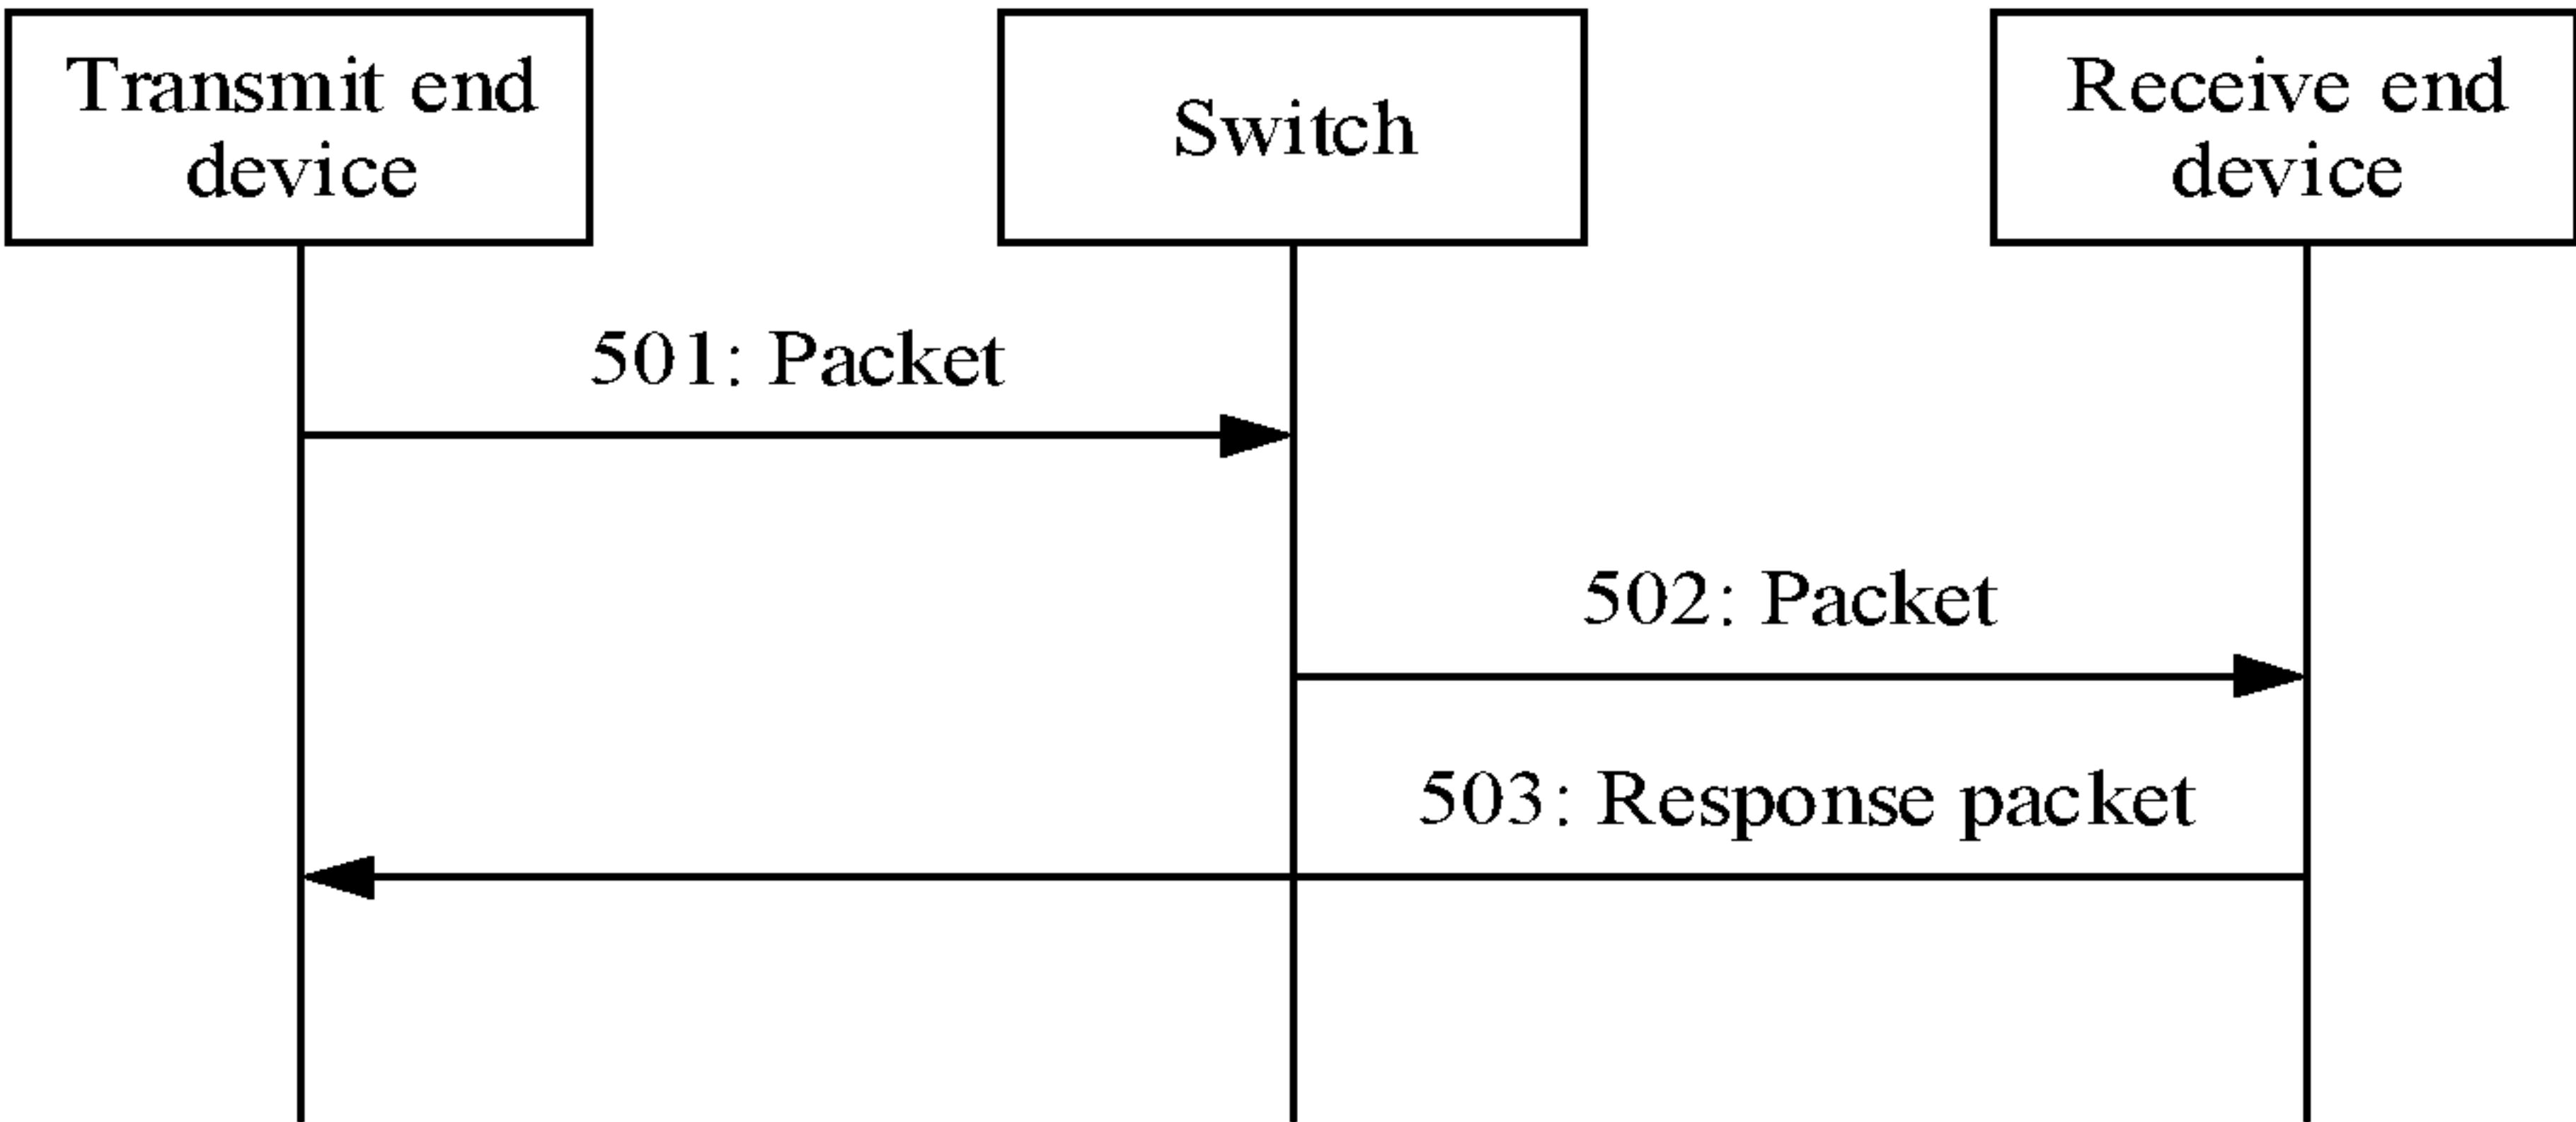 Transmit end
device
Switch
Receive end
device
501: Packet
502: Packet
503: Response packet